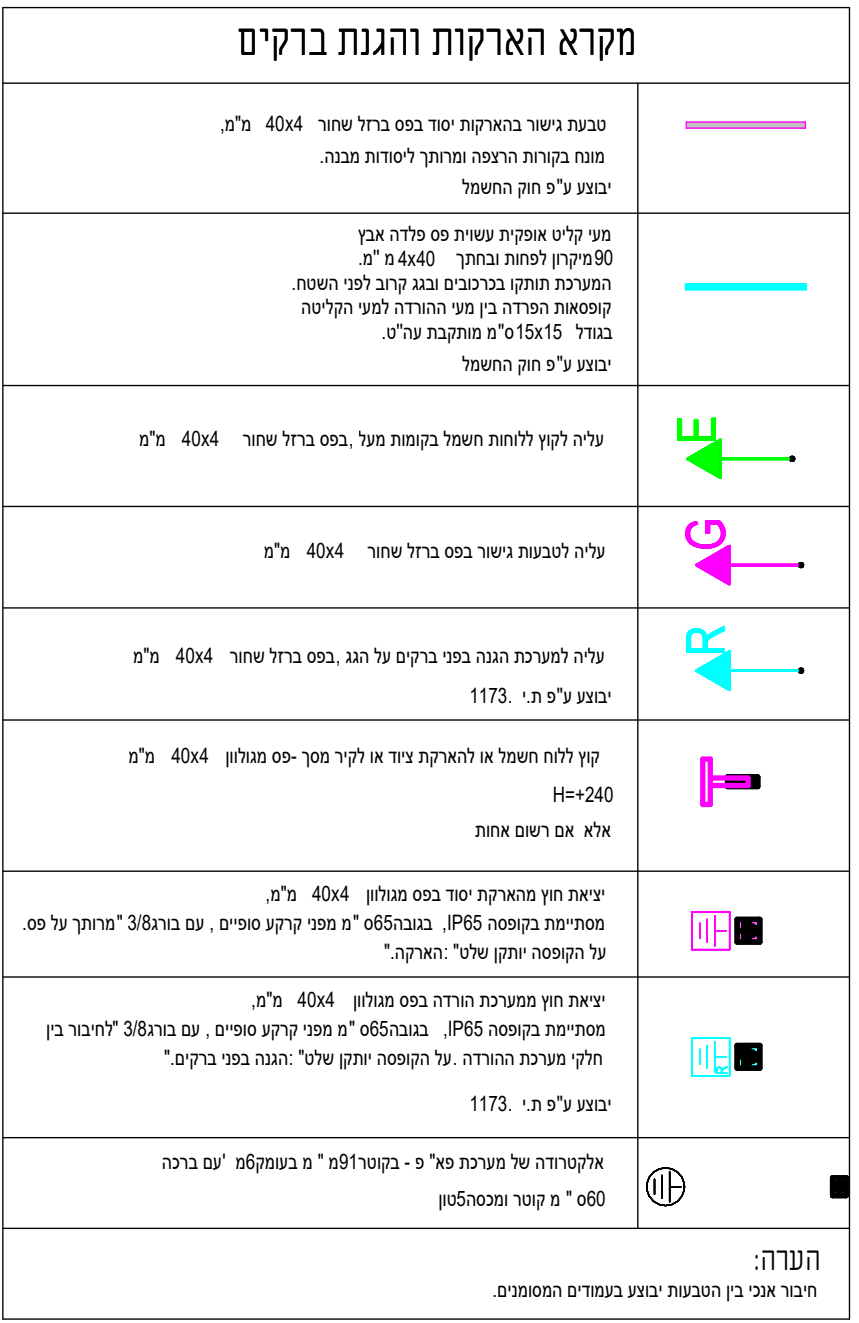 מקרא הארקות והגנת ברקים
טבעת גישור בהארקות יסוד בפס ברזל שחור 40x4 מ"מ,
מונח בקורות הרצפה ומרותך ליסודות מבנה.
יבוצע ע"פ חוק החשמל
מעי קליט אופקית עשוית פס פלדה אבץ
90מיקרון לפחות ובחתך 4x40 מ"מ.
המערכת תותקו בכרכובים ובגג קרוב לפני השטח.
קופסאות הפרדה בין מעי ההורדה למעי הקליטה
בגודל 15x15ס"מ מותקבת עה"ט.
יבוצע ע"פ חוק החשמל
עליה לקוץ ללוחות חשמל בקומות מעל ,בפס ברזל שחור 40x4 מ"מ
E
עליה לטבעות גישור בפס ברזל שחור 40x4 מ"מ
G
עליה למערכת הגנה בפני ברקים על הגג ,בפס ברזל שחור 40x4 מ"מ
יבוצע ע"פ ת.י .1173
R
קוץ ללוח חשמל או להארקת ציוד או לקיר מסך -פס מגולוון 40x4 מ"מ
H=+240
אלא אם רשום אחות
יציאת חוץ מהארקת יסוד בפס מגולוון 40x4 מ"מ,
מסתיימת בקופסה IP65, בגובה65ס "מ מפני קרקע סופיים , עם בורג3/8 "מרותך על פס.
על הקופסה יותקן שלט" :הארקה."
יציאת חוץ ממערכת הורדה בפס מגולוון 40x4 מ"מ,
מסתיימת בקופסה IP65, בגובה65ס "מ מפני קרקע סופיים , עם בורג3/8 "לחיבור בין
חלקי מערכת ההורדה .על הקופסה יותקן שלט" :הגנה בפני ברקים."
יבוצע ע"פ ת.י .1173
R
אלקטרודה של מערכת פא" פ - בקוטר91מ " מ בעומק6מ 'עם ברכה
60ס " מ קוטר ומכסה5טון
הערה:
חיבור אנכי בין הטבעות יבוצע בעמודים המסומנים.